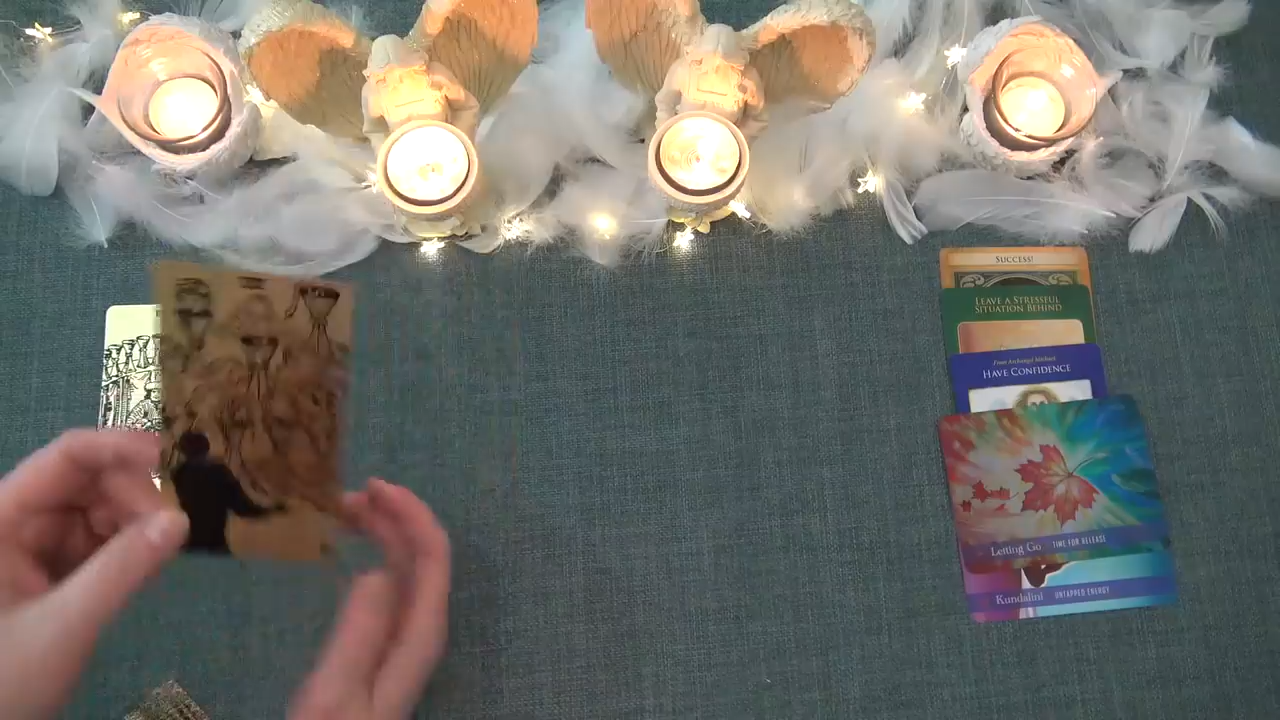 SUCCESS!
LEAVE A STRESSFUL
SITUATION BEHIND
From Archangel Michael:
HAVE CONFIDENCE
Letting Go TIME FOR RELEASE
Kundalini UNTAPPED ENERGY